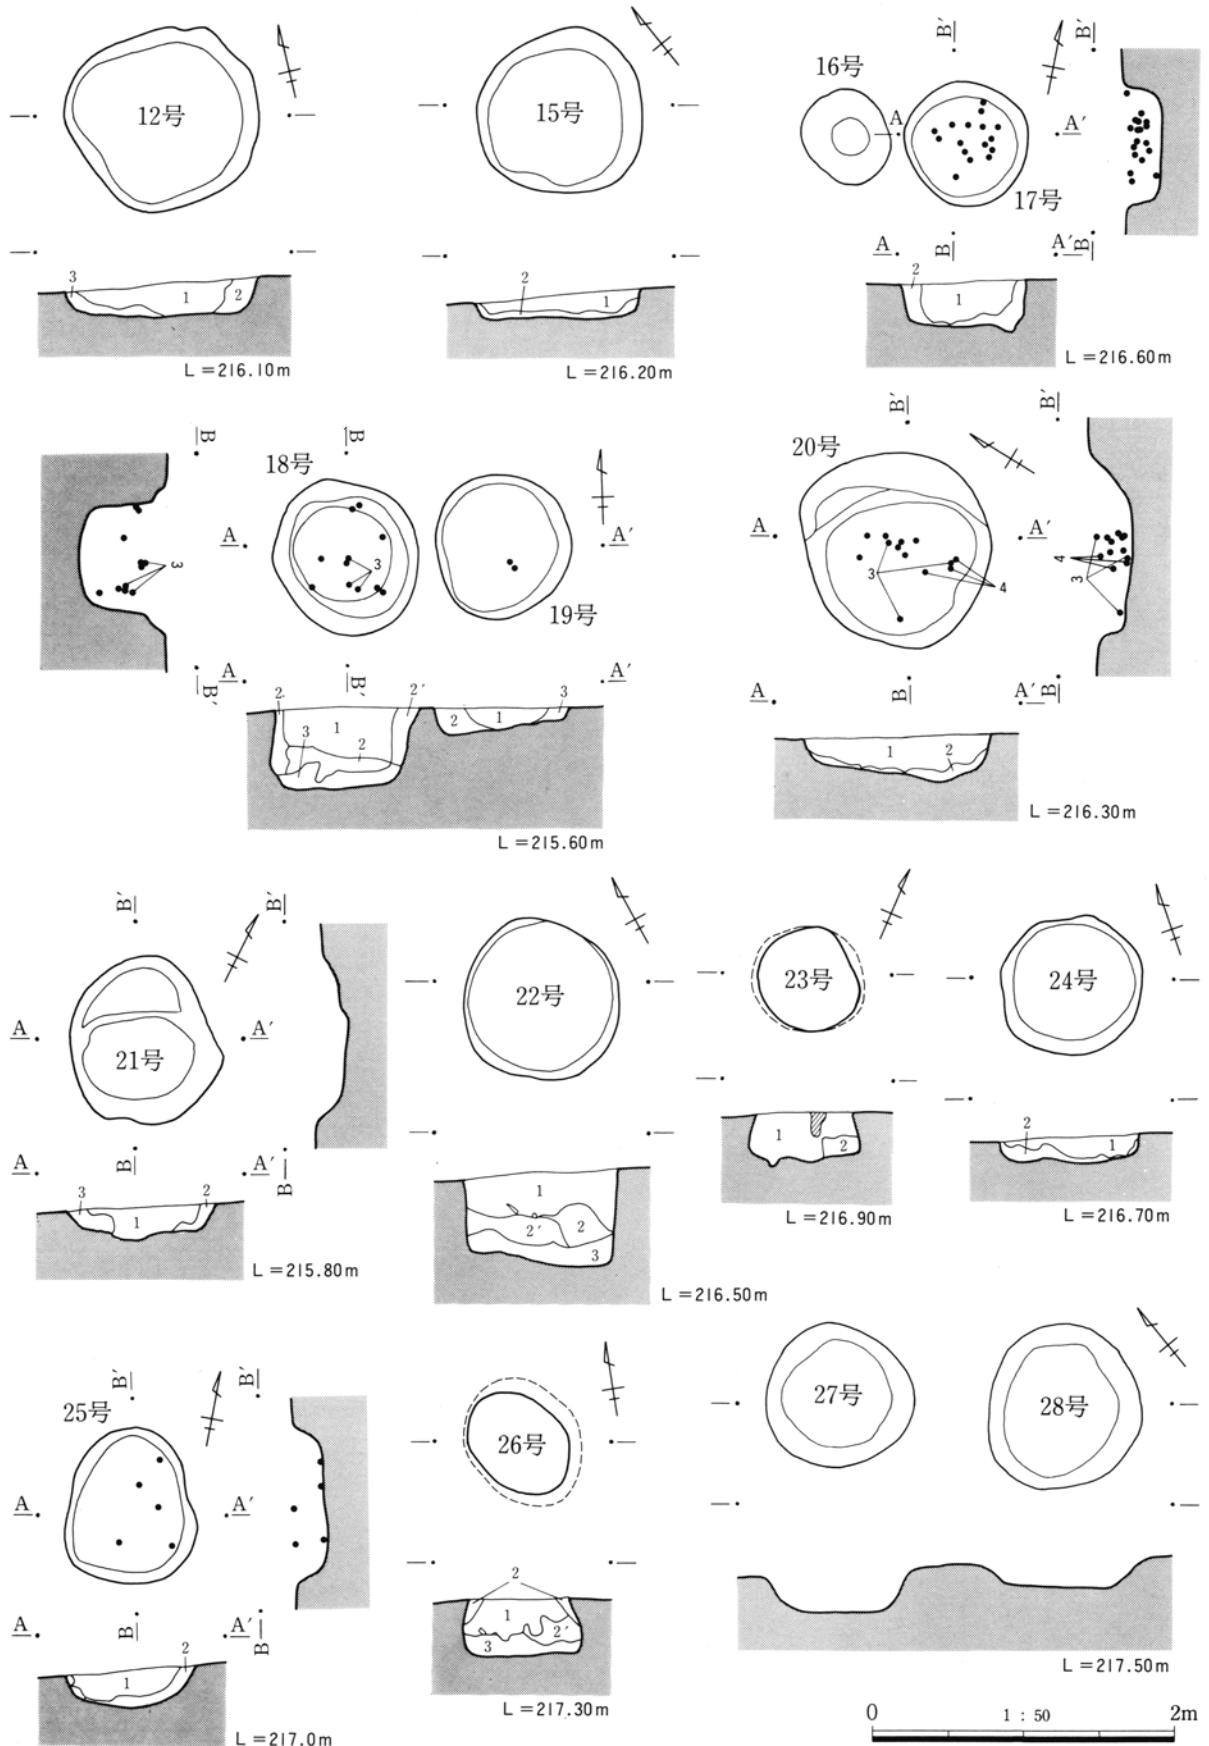 12号
3
1
2
L=216.10m
15号
2
1
L=216.20m
16号
B′
B′
A
A′
17号
A
B
A′
B
2
1
L=216.60m
B
B
18号
A
A′
3
3
19号
B′
A
B′
A′
2
2′
3
1
2
1
3
2
L=215.60m
B′
B′
20号
A
A′
3
4
4
3
A
B
A′
B
1
2
L=216.30m
B′
B′
A
A′
21号
A
B
A′
B
3
2
1
L=215.80m
22号
1
2′
2
3
L=216.50m
23号
1
2
L=216.90m
24号
2
1
L=216.70m
25号
B′
B′
A
A′
A
B
A′
B
2
1
L=217.0m
26号
2
1
2′
3
L=217.30m
27号
28号
L=217.50m
0
1:50
2m